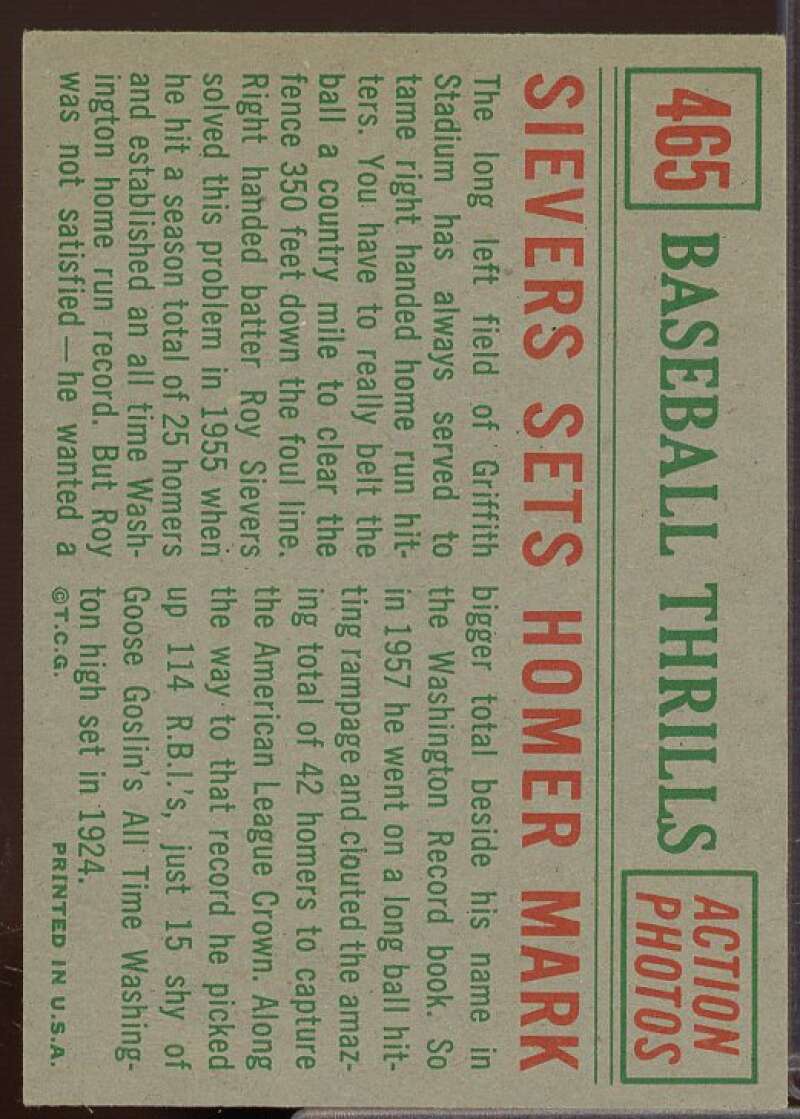 465 BASEBALL THRILLS ACTION PHOTOS
SIEVERS SETS HOMER MARK
The long left field of Griffith
Stadium has always served to
tame right handed home run hit-
ters. You have to really belt the
ball a country mile to clear the
fence 350 feet down the foul line.
Right handed batter Roy Sievers
solved this problem in 1955 when
he hit a season total of 25 homers
and established an all time Wash-
ington home run record. But Roy
was not satisfied — he wanted a
bigger total beside his name in
the Washington Record book. So
in 1957 he went on a long ball hit-
ting rampage and clouted the amaz-
ing total of 42 homers to capture
the American League Crown. Along
the way to that record he picked
up 114 R.B.I.'s, just 15 shy of
Goose Goslin's All Time Washing-
ton high set in 1924.
©T.C.G. PRINTED IN U.S.A.